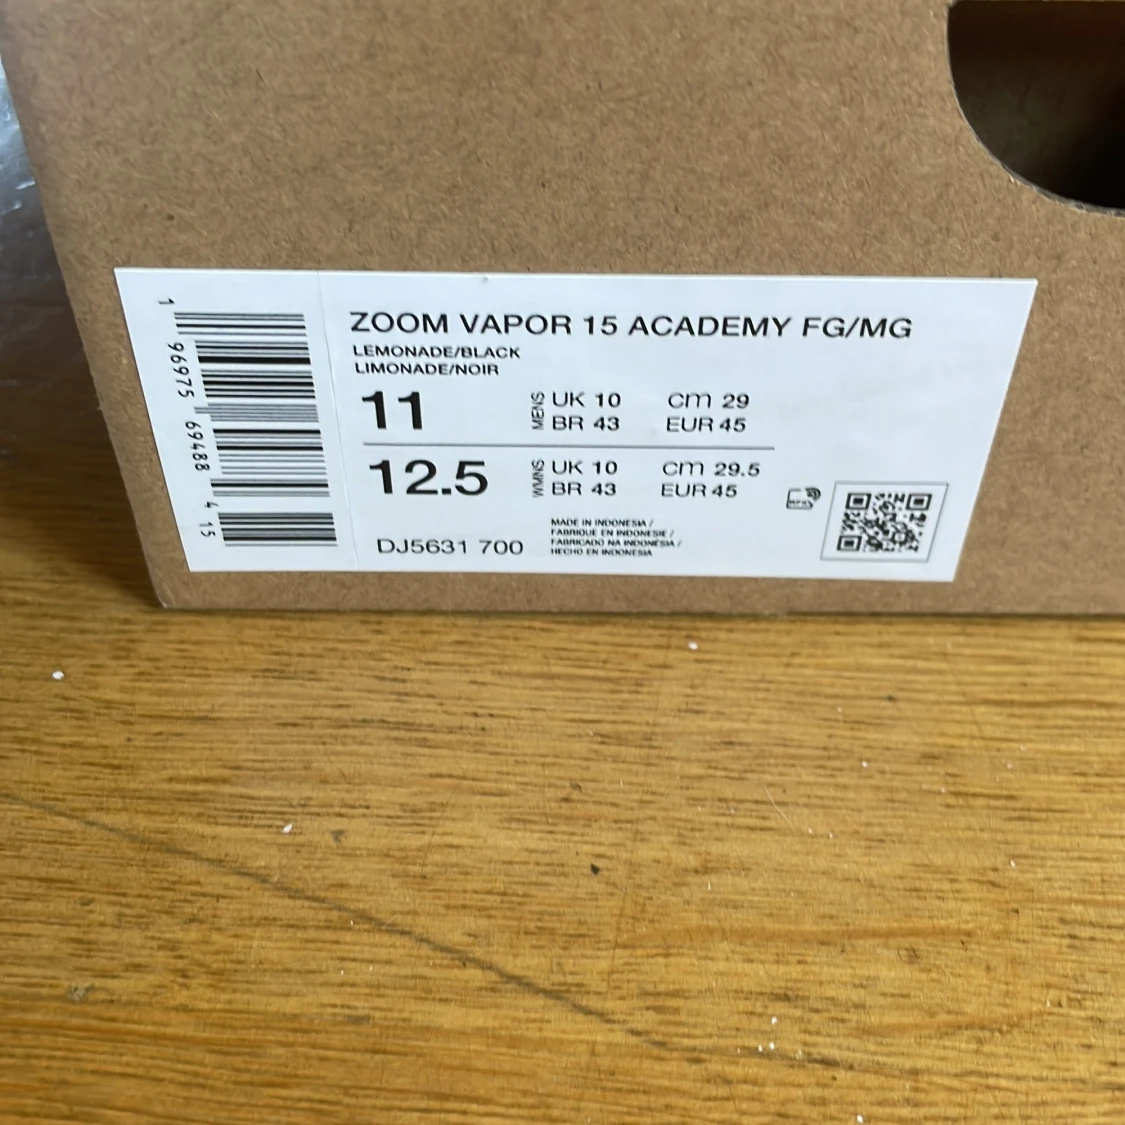 ZOOM VAPOR 15 ACADEMY FG/MG
LEMONADE/BLACK
LIMONADE/NOIR
11 MENS UK 10 cm 29
BR 43 EUR 45
12.5 WMNS UK 10 cm 29.5
BR 43 EUR 45
DJ5631 700
MADE IN INDONESIA /
FABRIQUE EN INDONESIE /
FABRICADO NA INDONÉSIA /
HECHO EN INDONESIA
1 96975 69488 4 15